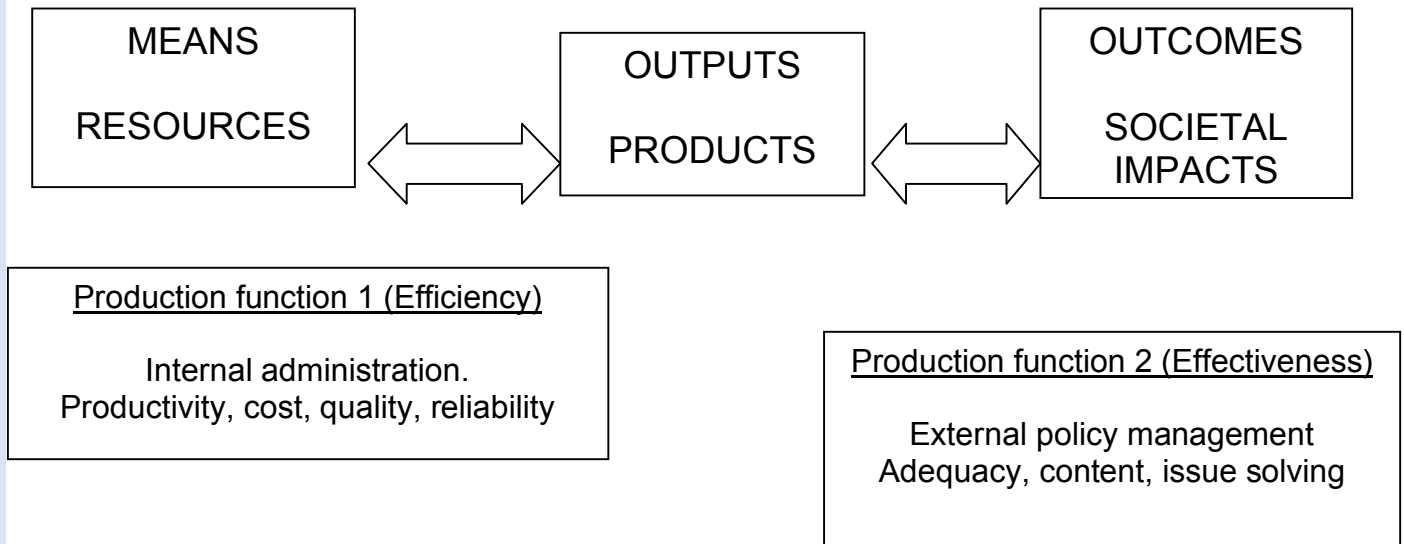 MEANS
RESOURCES
OUTPUTS
PRODUCTS
OUTCOMES
SOCIETAL
IMPACTS
Production function 1 (Efficiency)
Internal administration.
Productivity, cost, quality, reliability
Production function 2 (Effectiveness)
External policy management
Adequacy, content, issue solving